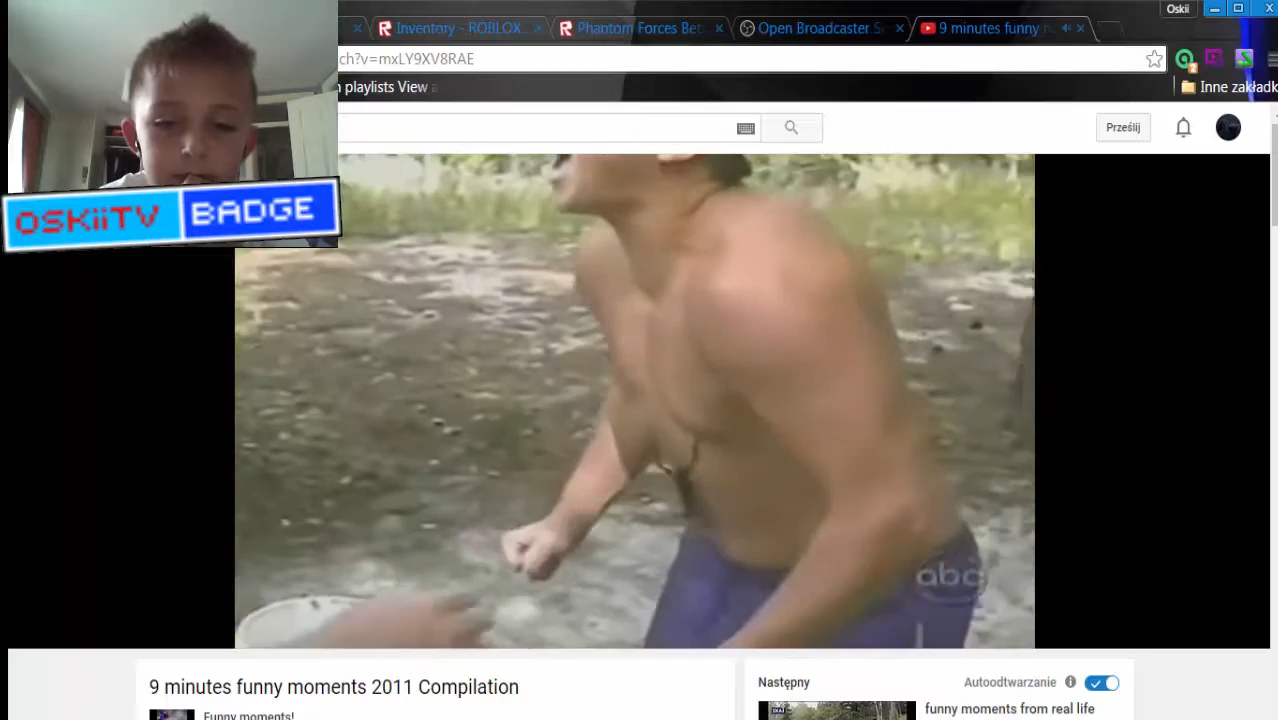 Oskii
Inventory - ROBLOX
Phantom Forces Bet
Open Broadcaster S
9 minutes funny
ch?v=mxLY9XV8RAE
playlists View
Inne zakładk
Prześlij
OSKiiTV BADGE
abc
9 minutes funny moments 2011 Compilation
Następny
Autoodtwarzanie
Funny moments!
funny moments from real life